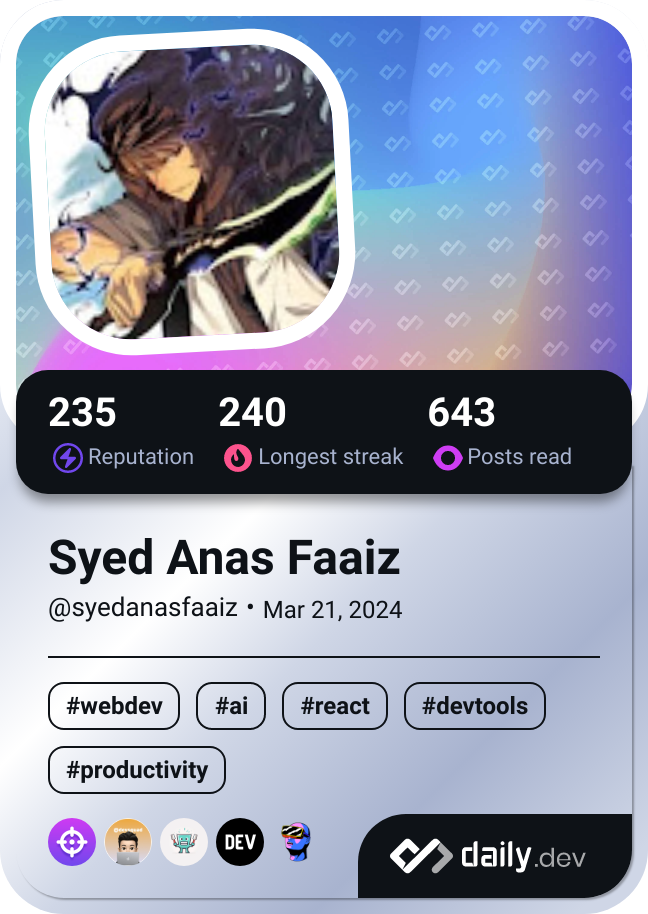 235 240 643
Reputation Longest streak Posts read
Syed Anas Faaiz
@syedanasfaaiz • Mar 21, 2024
#webdev #ai #react #devtools
#productivity
DEV
daily.dev